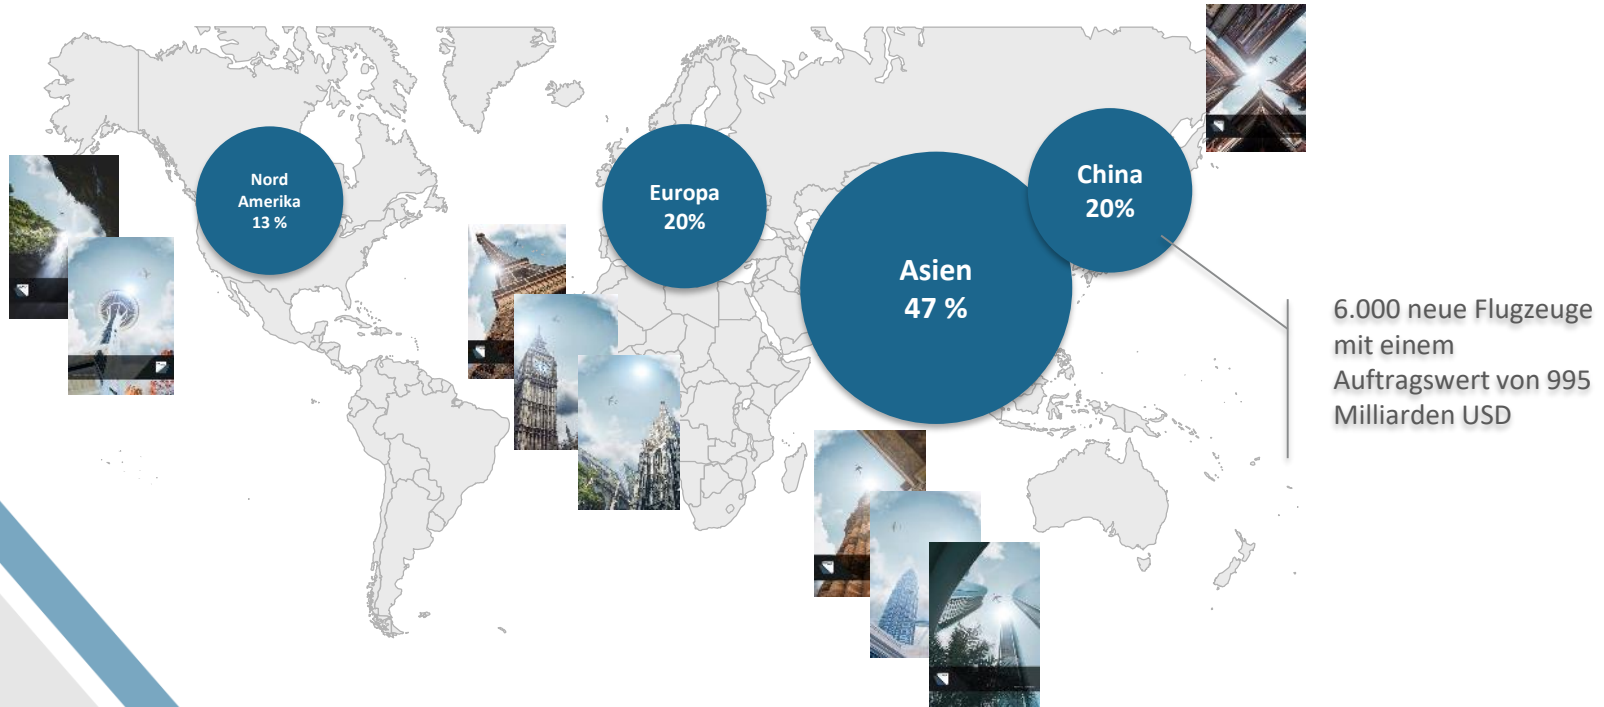 Nord
Amerika
13 %
Europa
20%
Asien
47 %
China
20%
6.000 neue Flugzeuge
mit einem
Auftragswert von 995
Milliarden USD